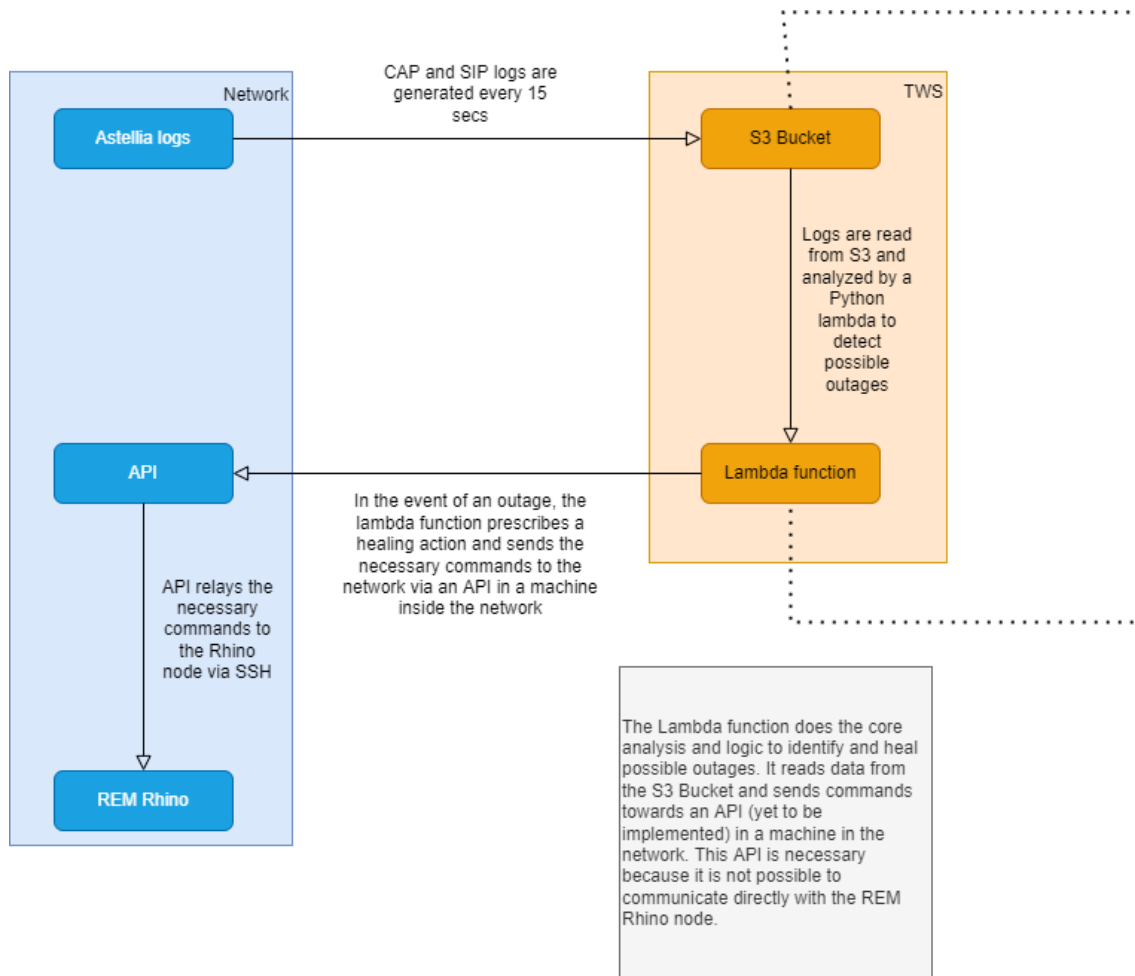 CAP and SIP logs are
generated every 15
secs
Network
TWS
Astellia logs
S3 Bucket
Logs are read
from S3 and
analyzed by a
Python
lambda to
detect
possible
outages
API
Lambda function
In the event of an outage, the
lambda function prescribes a
healing action and sends the
necessary commands to the
network via an API in a machine
inside the network
API relays the
necessary
commands to
the Rhino
node via SSH
REM Rhino
The Lambda function does the core
analysis and logic to identify and heal
possible outages. It reads data from
the S3 Bucket and sends commands
towards an API (yet to be
implemented) in a machine in the
network. This API is necessary
because it is not possible to
communicate directly with the REM
Rhino node.